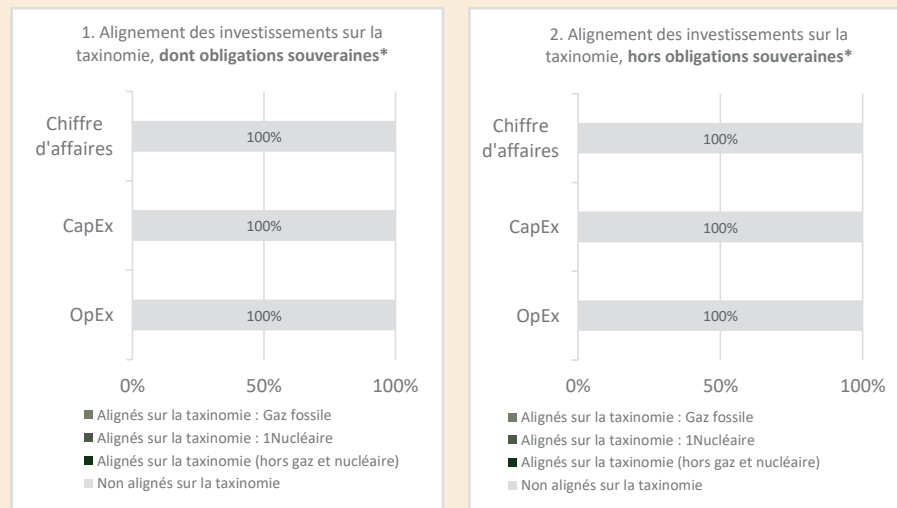 1. Alignement des investissements sur la
taxinomie, dont obligations souveraines*
Chiffre
d'affaires
100%
CapEx
100%
OpEx
100%
0% 50% 100%
Alignés sur la taxinomie : Gaz fossile
Alignés sur la taxinomie : 1Nucléaire
Alignés sur la taxinomie (hors gaz et nucléaire)
Non alignés sur la taxinomie
2. Alignement des investissements sur la
taxinomie, hors obligations souveraines*
Chiffre
d'affaires
100%
CapEx
100%
OpEx
100%
0% 50% 100%
Alignés sur la taxinomie : Gaz fossile
Alignés sur la taxinomie : 1Nucléaire
Alignés sur la taxinomie (hors gaz et nucléaire)
Non alignés sur la taxinomie